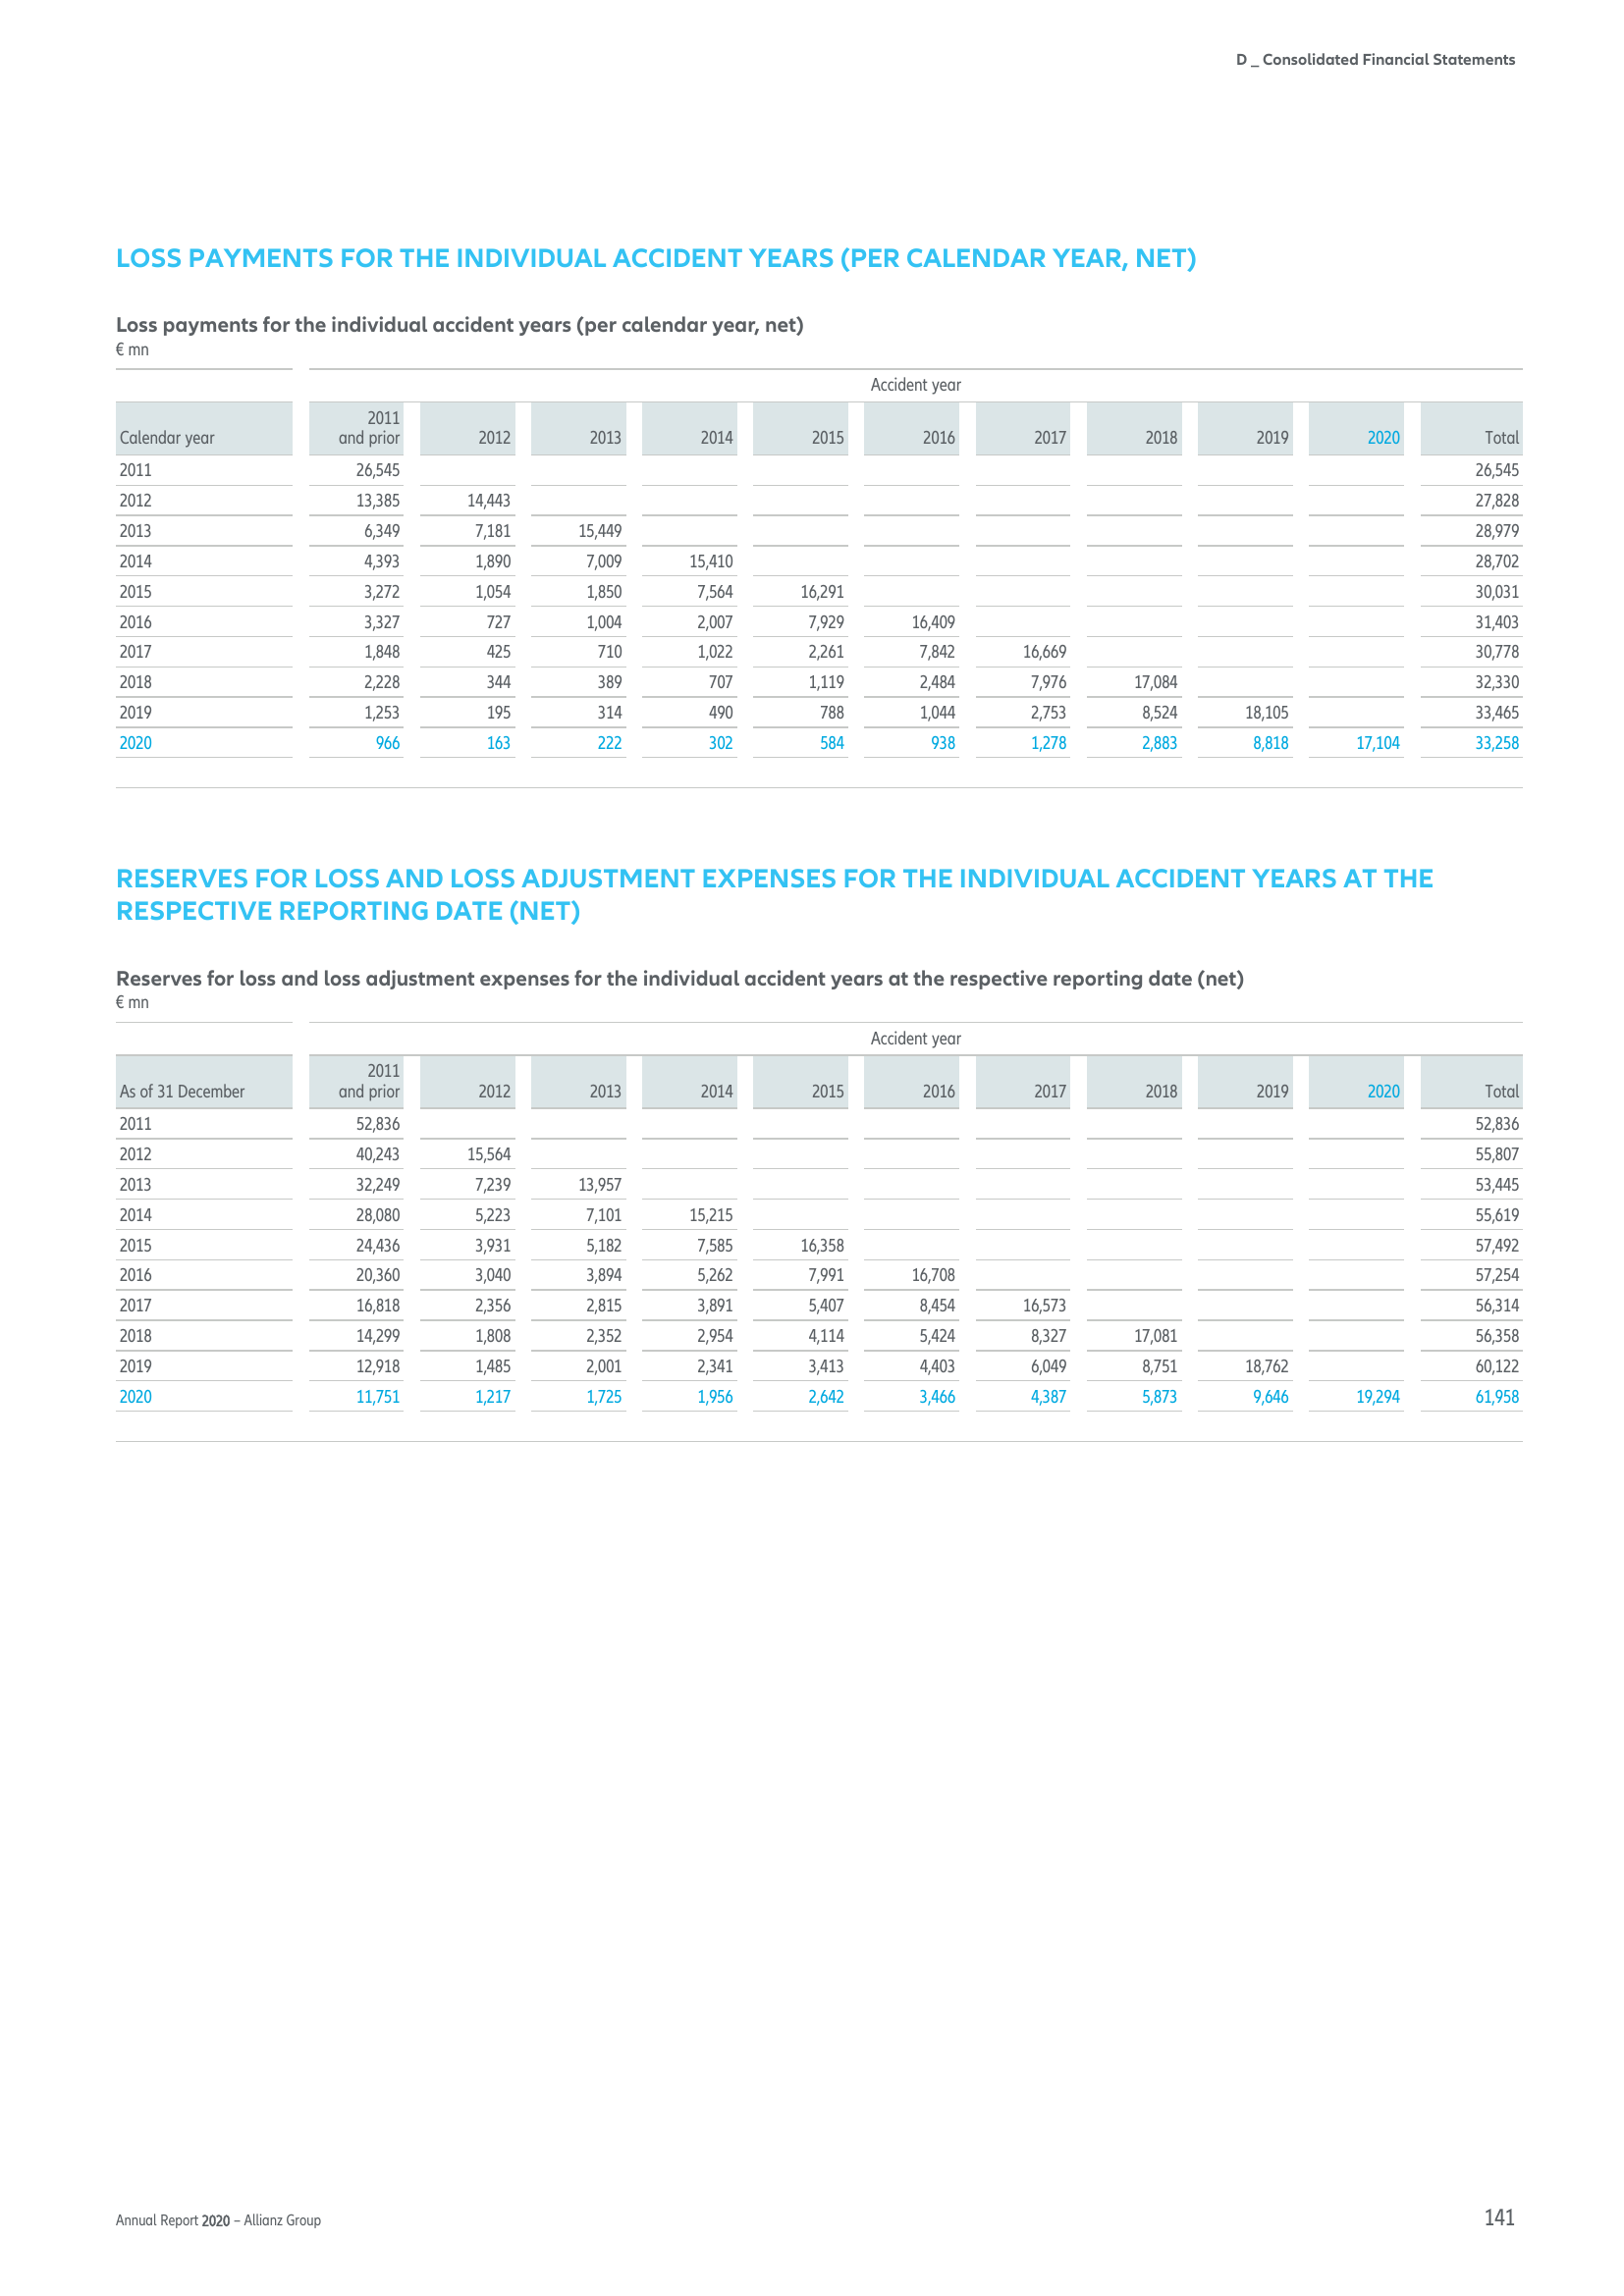 D _ Consolidated Financial Statements
LOSS PAYMENTS FOR THE INDIVIDUAL ACCIDENT YEARS (PER CALENDAR YEAR, NET)
Loss payments for the individual accident years (per calendar year, net)
€ mn
Accident year
2011
Calendar year and prior 2012 2013 2014 2015 2016 2017 2018 2019 2020 Total
2011 26,545 26,545
2012 13,385 14,443 27,828
2013 6,349 7,181 15,449 28,979
2014 4,393 1,890 7,009 15,410 28,702
2015 3,272 1,054 1,850 7,564 16,291 30,031
2016 3,327 727 1,004 2,007 7,929 16,409 31,403
2017 1,848 425 710 1,022 2,261 7,842 16,669 30,778
2018 2,228 344 389 707 1,119 2,484 7,976 17,084 32,330
2019 1,253 195 314 490 788 1,044 2,753 8,524 18,105 33,465
2020 966 163 222 302 584 938 1,278 2,883 8,818 17,104 33,258
RESERVES FOR LOSS AND LOSS ADJUSTMENT EXPENSES FOR THE INDIVIDUAL ACCIDENT YEARS AT THE
RESPECTIVE REPORTING DATE (NET)
Reserves for loss and loss adjustment expenses for the individual accident years at the respective reporting date (net)
€ mn
Accident year
2011
As of 31 December and prior 2012 2013 2014 2015 2016 2017 2018 2019 2020 Total
2011 52,836 52,836
2012 40,243 15,564 55,807
2013 32,249 7,239 13,957 53,445
2014 28,080 5,223 7,101 15,215 55,619
2015 24,436 3,931 5,182 7,585 16,358 57,492
2016 20,360 3,040 3,894 5,262 7,991 16,708 57,254
2017 16,818 2,356 2,815 3,891 5,407 8,454 16,573 56,314
2018 14,299 1,808 2,352 2,954 4,114 5,424 8,327 17,081 56,358
2019 12,918 1,485 2,001 2,341 3,413 4,403 6,049 8,751 18,762 60,122
2020 11,751 1,217 1,725 1,956 2,642 3,466 4,387 5,873 9,646 19,294 61,958
Annual Report 2020 – Allianz Group 141